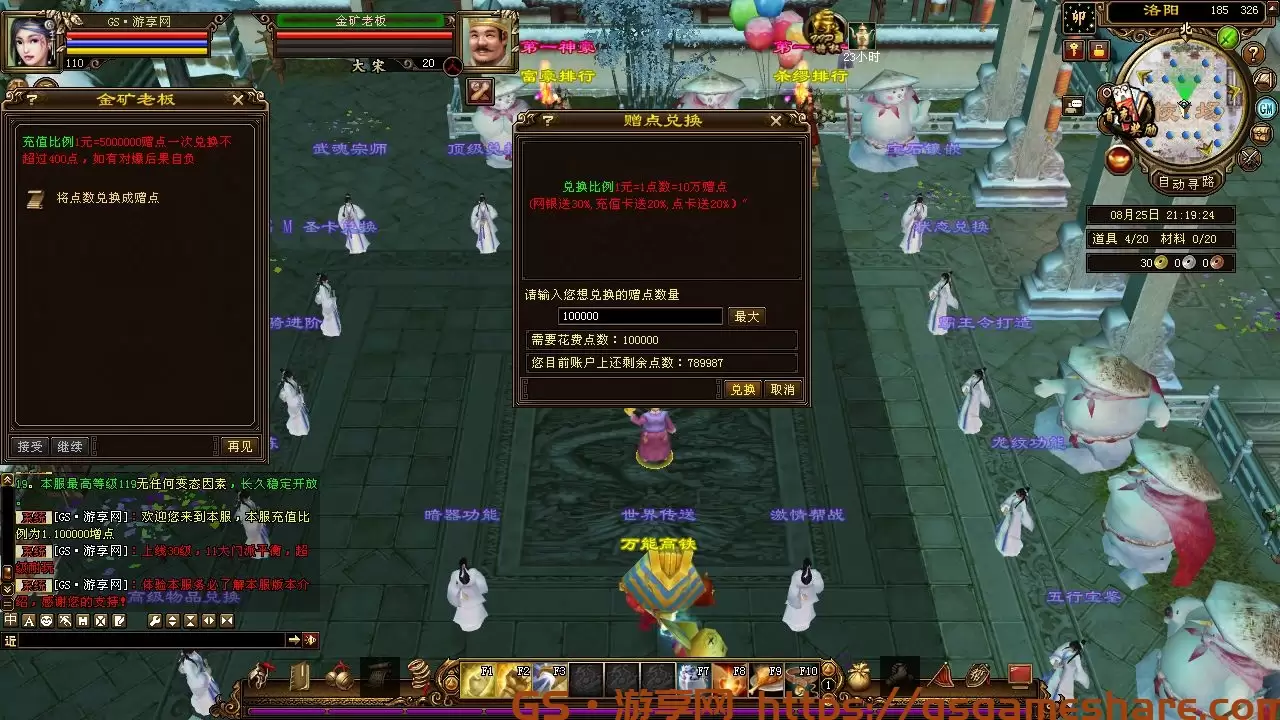 GS·游享网
110
金矿老板
大宋
20
第一神豪
富豪排行
杀戮排行
23小时
洛阳 185 326
北
自动寻路
08月25日 21:19:24
道具 4/20 材料 0/20
30 0 0
金矿老板
充值比例1元=5000000赠点一次兑换不
超过400点，如有对爆后果自负
将点数兑换成赠点
接受
继续
再见
赠点兑换
兑换比例1元=1点数=10万赠点
(网银送30%,充值卡送20%,点卡送20%)
请输入您想兑换的赠点数量
100000
最大
需要花费点数：100000
您目前账户上还剩余点数：789987
兑换
取消
武魂宗师
顶级兑换
宝石镶嵌
圣卡兑换
状态兑换
骑进阶
霸王令打造
龙纹功能
暗器功能
世界传送
激情帮战
万能高铁
高级物品兑换
五行宝鉴
19。本服最高等级119无任何变态因素，长久稳定开放
[GS·游享网]：欢迎您来到本服，本服充值比
例为1.100000增点
[GS·游享网]：上线30级，11大门派平衡，超
[GS·游享网]：体验本服务必了解本服版本介
绍，感谢您的支持！
近
F1 F2 F3 F7 F8 F9 F10
GS·游享网 https://gsgameshare.com